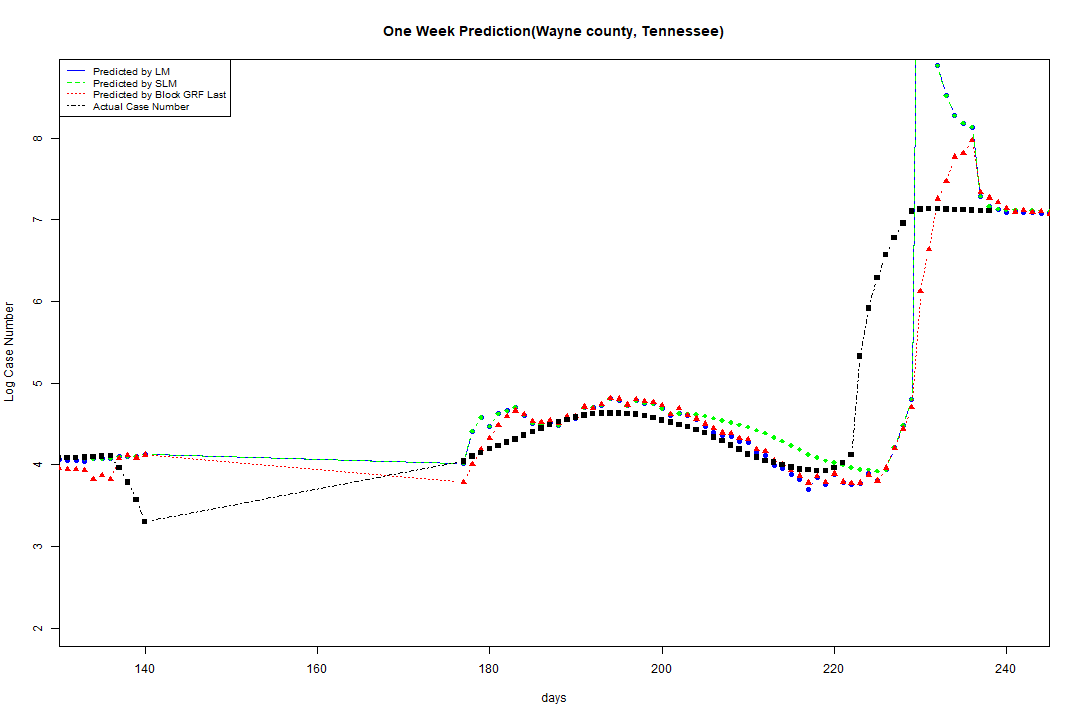 One Week Prediction(Wayne county, Tennessee)
Predicted by LM
Predicted by SLM
Predicted by Block GRF Last
Actual Case Number
8
7
6
5
4
3
2
Log Case Number
140 160 180 200 220 240
days